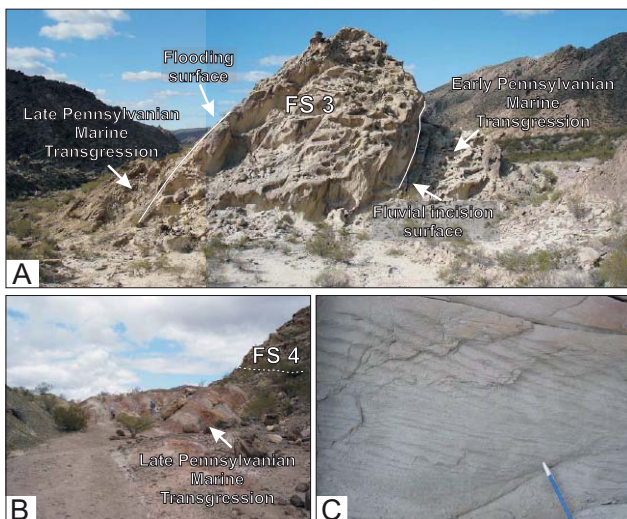 Flooding
surface
Late Pennsylvanian
Marine
Transgression
FS 3
Early Pennsylvanian
Marine
Transgression
Fluvial incision
surface
A
FS 4
Late Pennsylvanian
Marine
Transgression
B
C